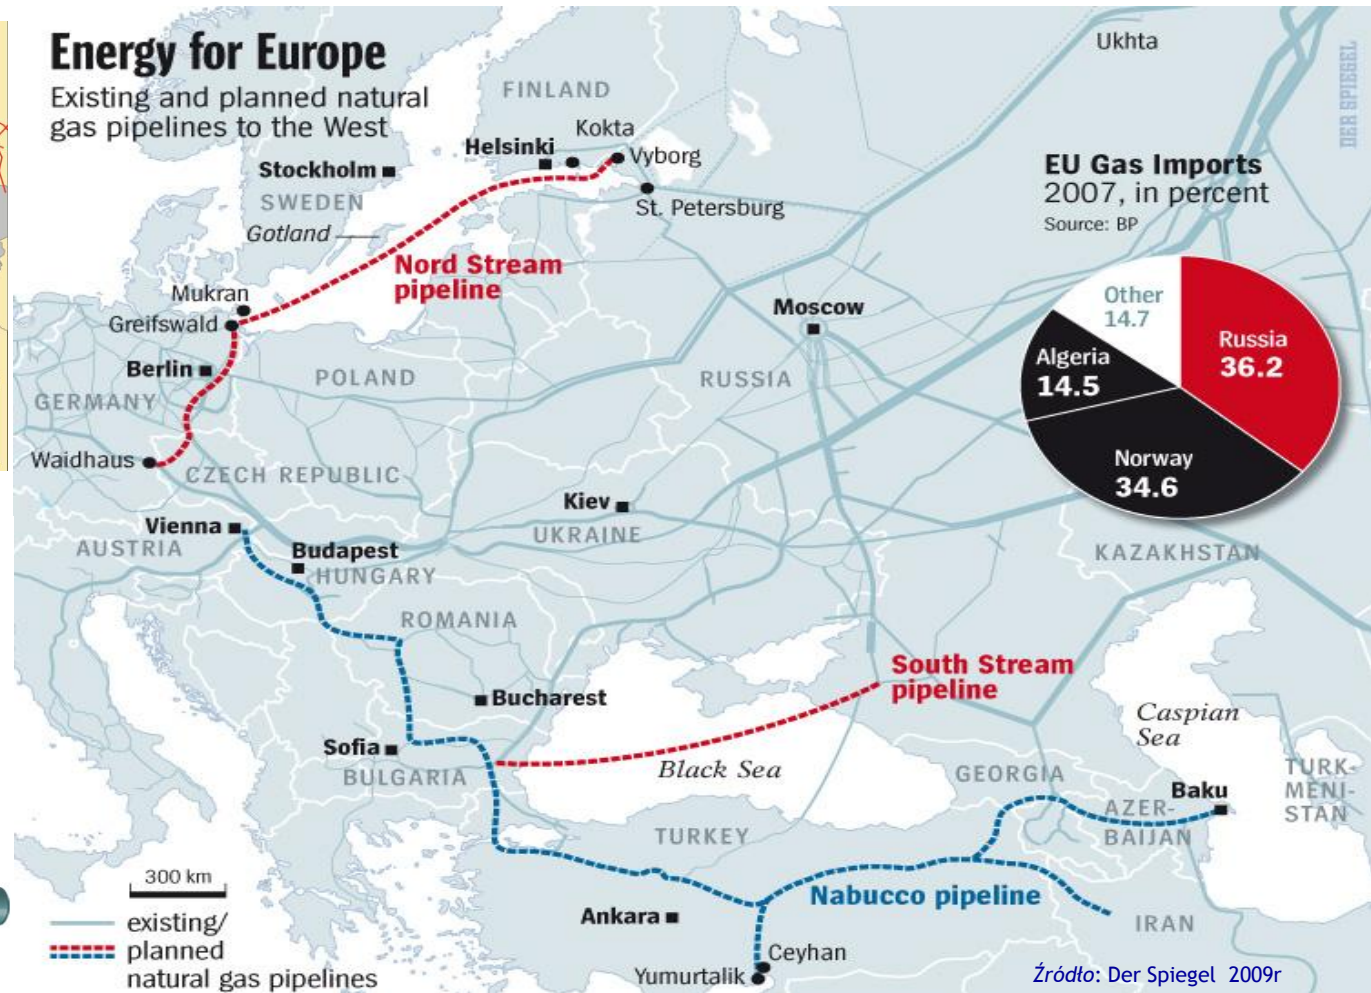 Energy for Europe
Existing and planned natural
gas pipelines to the West
Ukhta
DER SPIEGEL
FINLAND
Kokta
Helsinki
Vyborg
Stockholm
SWEDEN
St. Petersburg
Gotland
EU Gas Imports
2007, in percent
Source: BP
Nord Stream
pipeline
Mukran
Greifswald
Moscow
Other
14.7
Russia
36.2
Algeria
14.5
Norway
34.6
Berlin
POLAND
RUSSIA
GERMANY
Waidhaus
CZECH REPUBLIC
Kiev
UKRAINE
Vienna
AUSTRIA
Budapest
HUNGARY
KAZAKHSTAN
ROMANIA
South Stream
pipeline
Bucharest
Caspian
Sea
Sofia
BULGARIA
Black Sea
GEORGIA
TURK-
MENI-
STAN
Baku
AZER-
BAIJAN
TURKEY
300 km
Nabucco pipeline
Ankara
IRAN
existing/
planned
natural gas pipelines
Ceyhan
Yumurtalik
Źródło: Der Spiegel 2009r